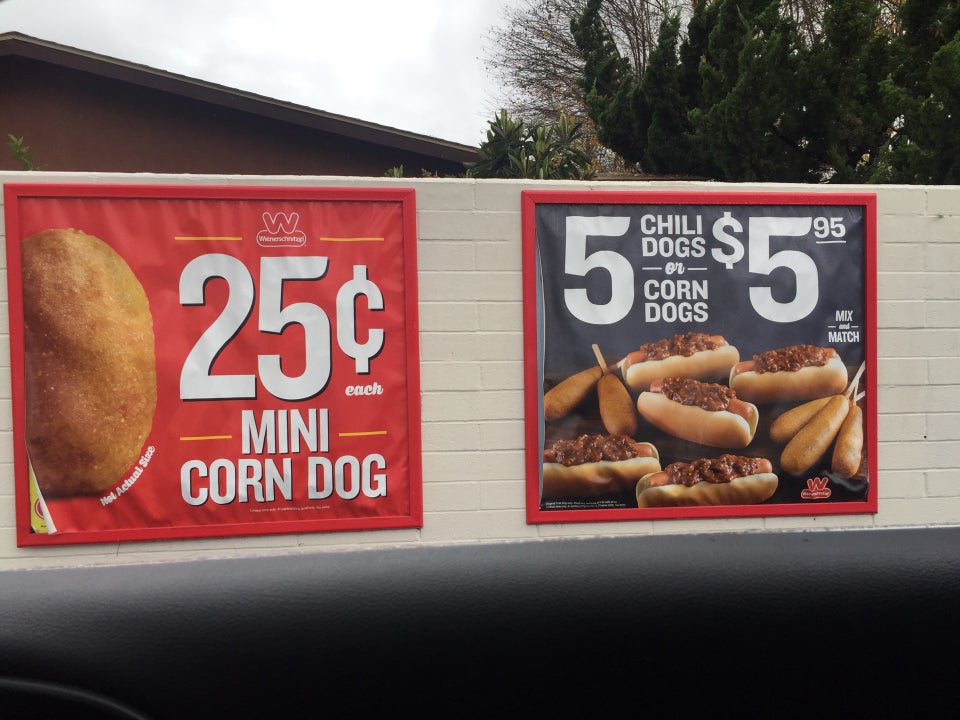 Wienerschnitzel
25¢
each
MINI
CORN DOG
Not Actual Size
5 CHILI DOGS or CORN DOGS $5 95
MIX
and
MATCH
Wienerschnitzel